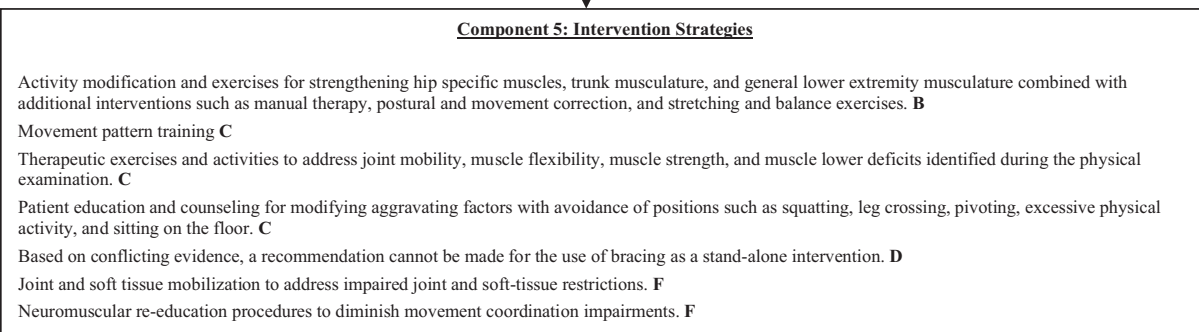 Component 5: Intervention Strategies
Activity modification and exercises for strengthening hip specific muscles, trunk musculature, and general lower extremity musculature combined with
additional interventions such as manual therapy, postural and movement correction, and stretching and balance exercises. B
Movement pattern training C
Therapeutic exercises and activities to address joint mobility, muscle flexibility, muscle strength, and muscle lower deficits identified during the physical
examination. C
Patient education and counseling for modifying aggravating factors with avoidance of positions such as squatting, leg crossing, pivoting, excessive physical
activity, and sitting on the floor. C
Based on conflicting evidence, a recommendation cannot be made for the use of bracing as a stand-alone intervention. D
Joint and soft tissue mobilization to address impaired joint and soft-tissue restrictions. F
Neuromuscular re-education procedures to diminish movement coordination impairments. F